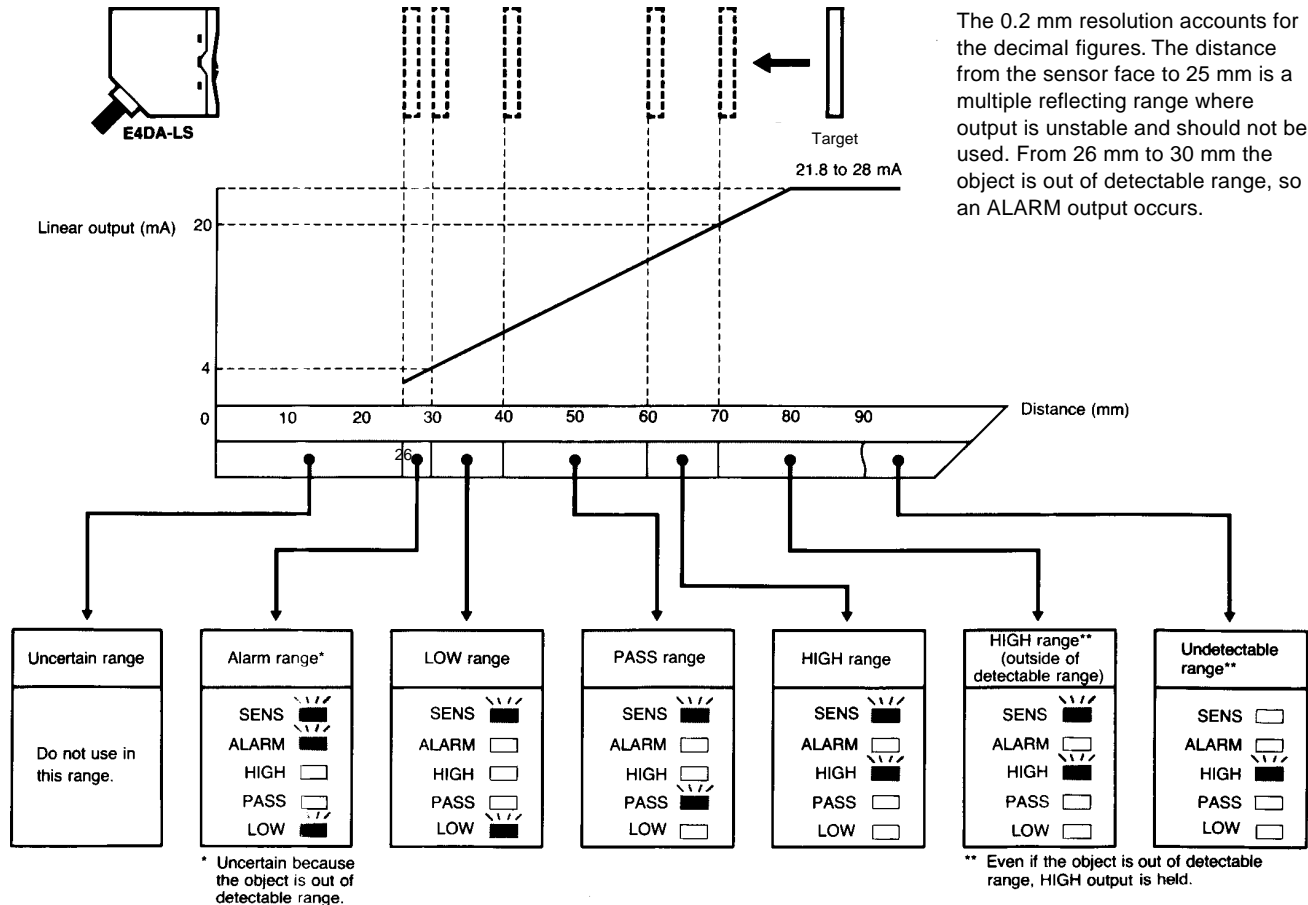 The 0.2 mm resolution accounts for
the decimal figures. The distance
from the sensor face to 25 mm is a
multiple reflecting range where
output is unstable and should not be
used. From 26 mm to 30 mm the
object is out of detectable range, so
an ALARM output occurs.
E4DA-LS
Target
21.8 to 28 mA
Linear output (mA)
20
4
0
10
20
30
40
50
60
70
80
90
Distance (mm)
26
Uncertain range
Do not use in
this range.
Alarm range*
SENS
ALARM
HIGH
PASS
LOW
* Uncertain because
the object is out of
detectable range.
LOW range
SENS
ALARM
HIGH
PASS
LOW
PASS range
SENS
ALARM
HIGH
PASS
LOW
HIGH range
SENS
ALARM
HIGH
PASS
LOW
HIGH range**
(outside of
detectable range)
SENS
ALARM
HIGH
PASS
LOW
Undetectable
range**
SENS
ALARM
HIGH
PASS
LOW
** Even if the object is out of detectable
range, HIGH output is held.